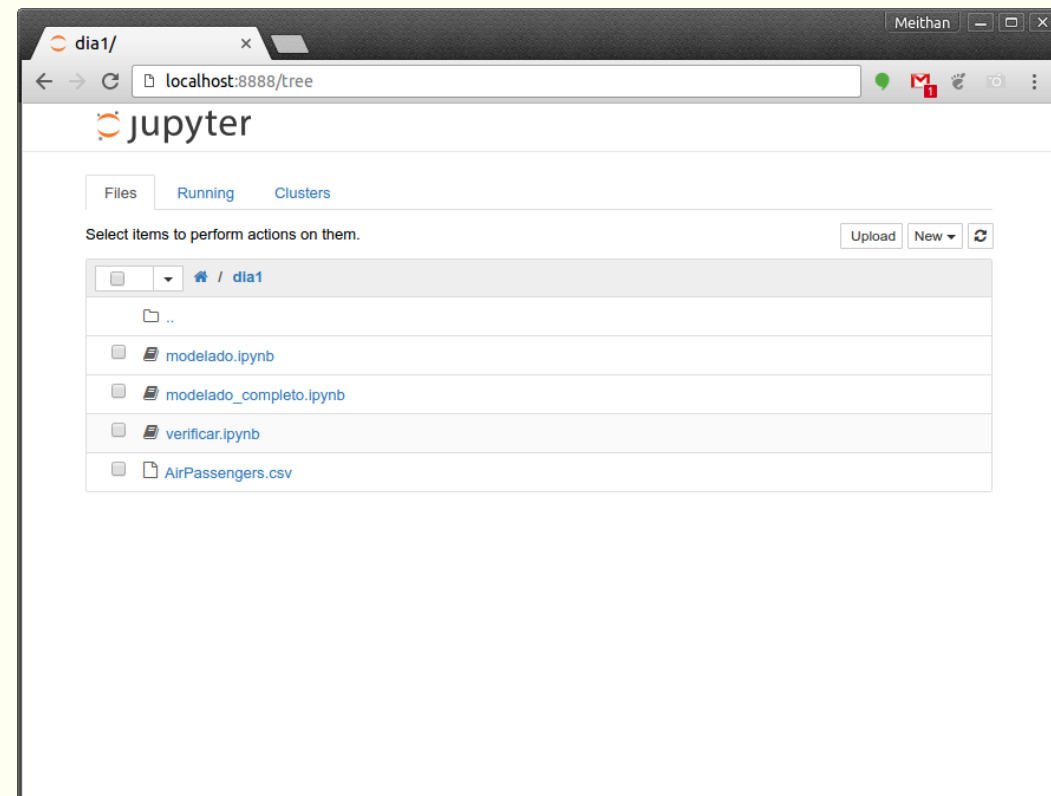 Meithan
dia1/
localhost:8888/tree
1
jupyter
Files Running Clusters
Select items to perform actions on them.
Upload New
/ dia1
..
modelado.ipynb
modelado_completo.ipynb
verificar.ipynb
AirPassengers.csv